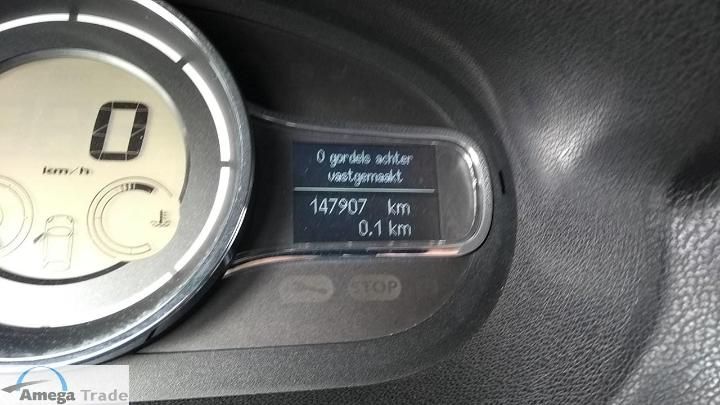 0
km/h
0 gordels achter
vastgemaakt
147907 km
0.1 km
STOP
Amega Trade